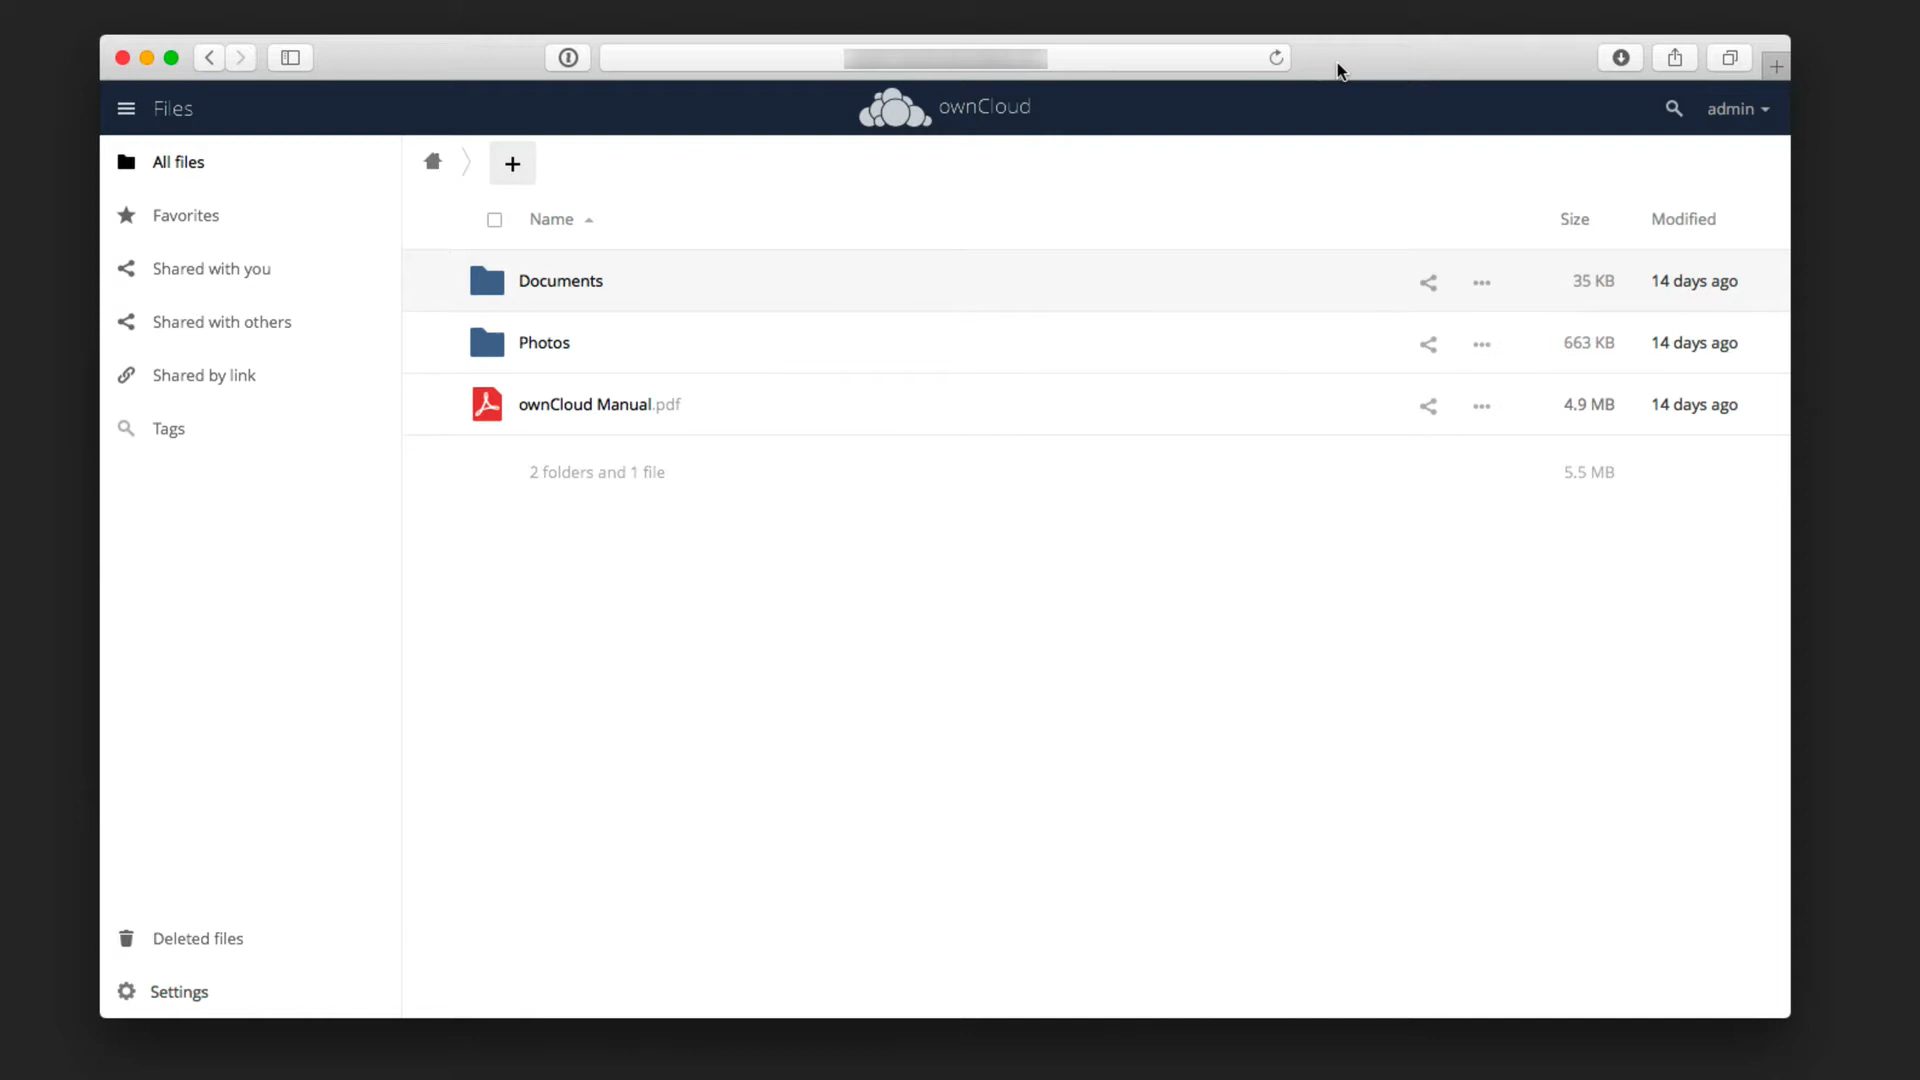 Files
ownCloud
admin
All files
Favorites
Shared with you
Shared with others
Shared by link
Tags
Deleted files
Settings
Name Size Modified
Documents 35 KB 14 days ago
Photos 663 KB 14 days ago
ownCloud Manual.pdf 4.9 MB 14 days ago
2 folders and 1 file 5.5 MB